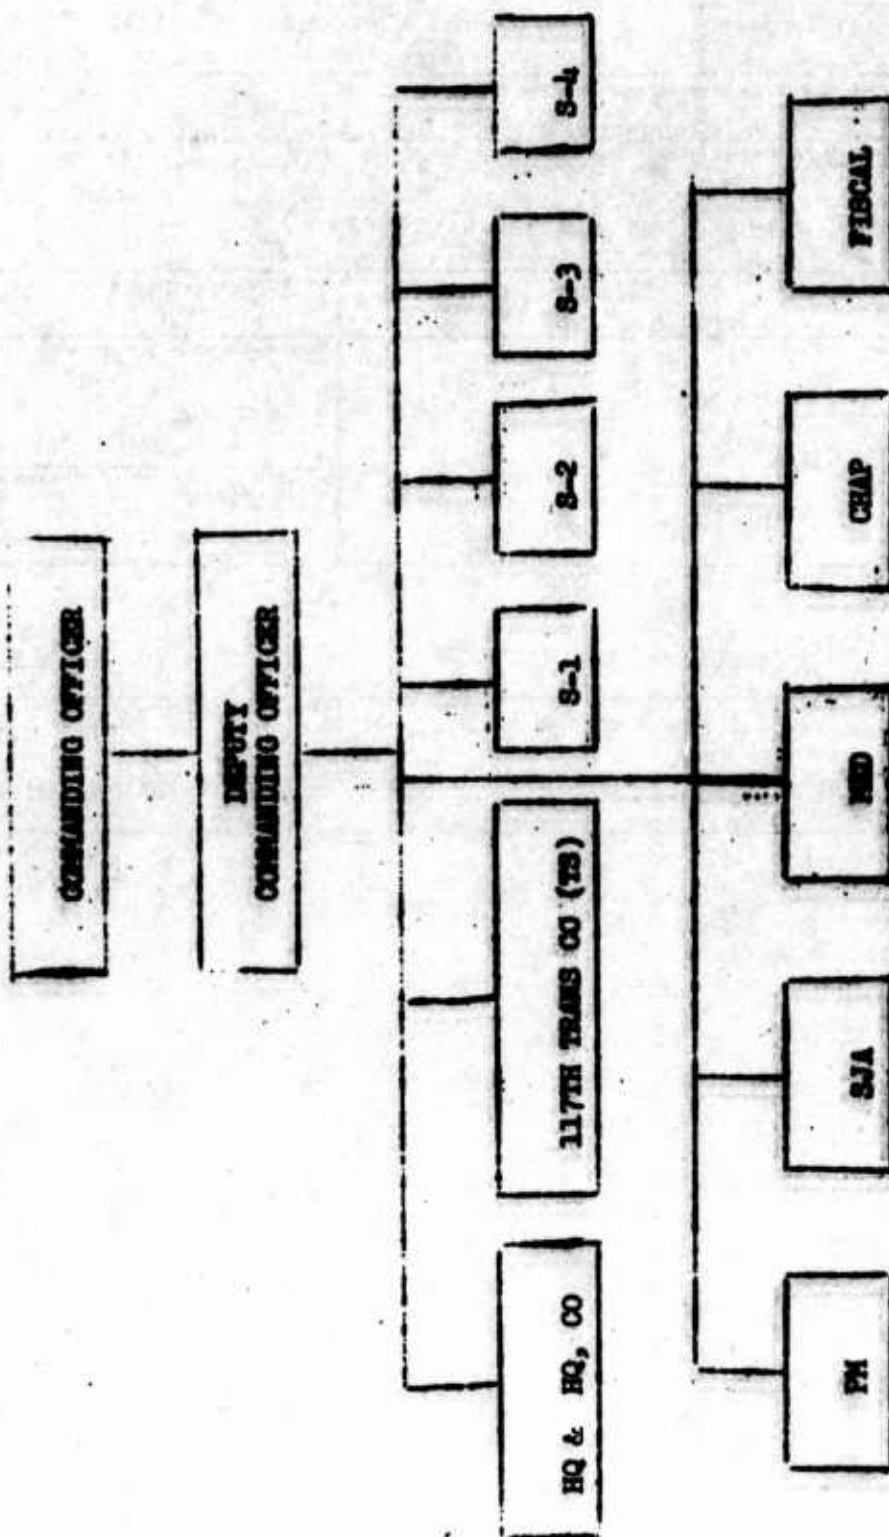 COMMANDING OFFICER
DEPUTY
COMMANDING OFFICER
HQ & HQ, CO
117TH TRANS CO (TS)
S-1
S-2
S-3
S-4
PM
SJA
MED
CHAP
FISCAL